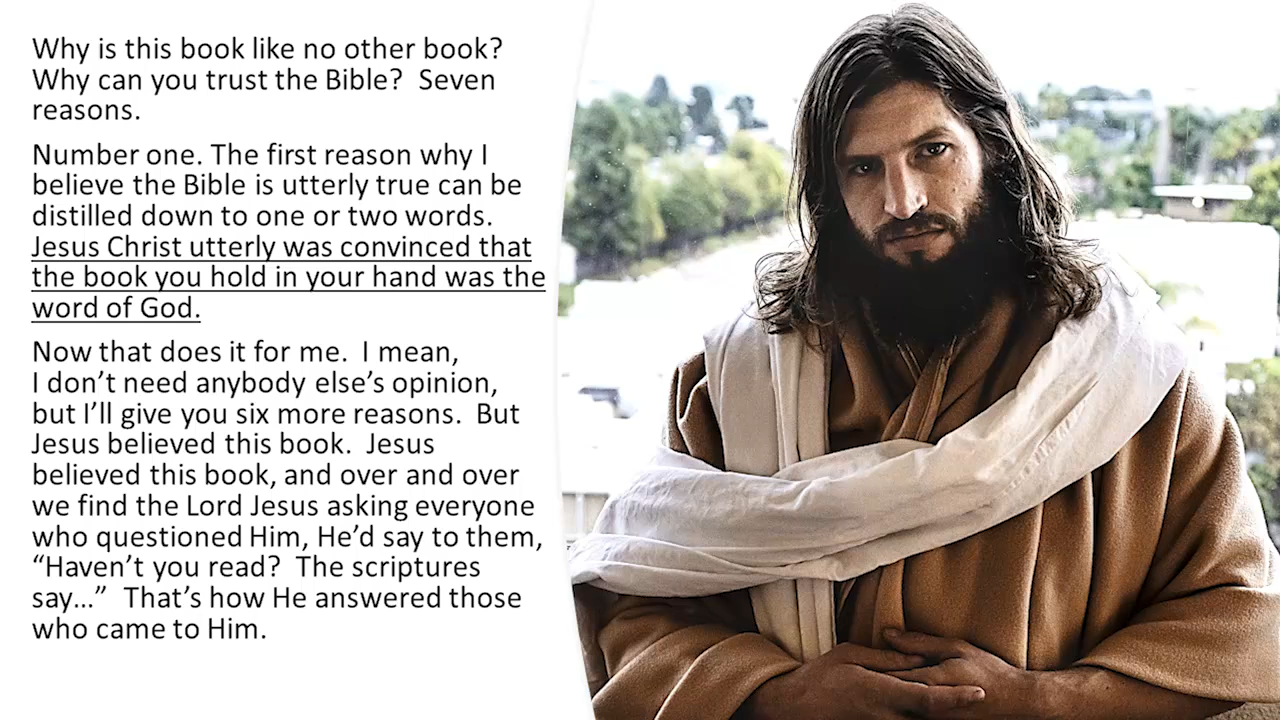 Why is this book like no other book?
Why can you trust the Bible?  Seven
reasons.
Number one. The first reason why I
believe the Bible is utterly true can be
distilled down to one or two words.
Jesus Christ utterly was convinced that
the book you hold in your hand was the
word of God.
Now that does it for me.  I mean,
I don’t need anybody else’s opinion,
but I’ll give you six more reasons.  But
Jesus believed this book.  Jesus
believed this book, and over and over
we find the Lord Jesus asking everyone
who questioned Him, He’d say to them,
“Haven’t you read?  The scriptures
say…”  That’s how He answered those
who came to Him.